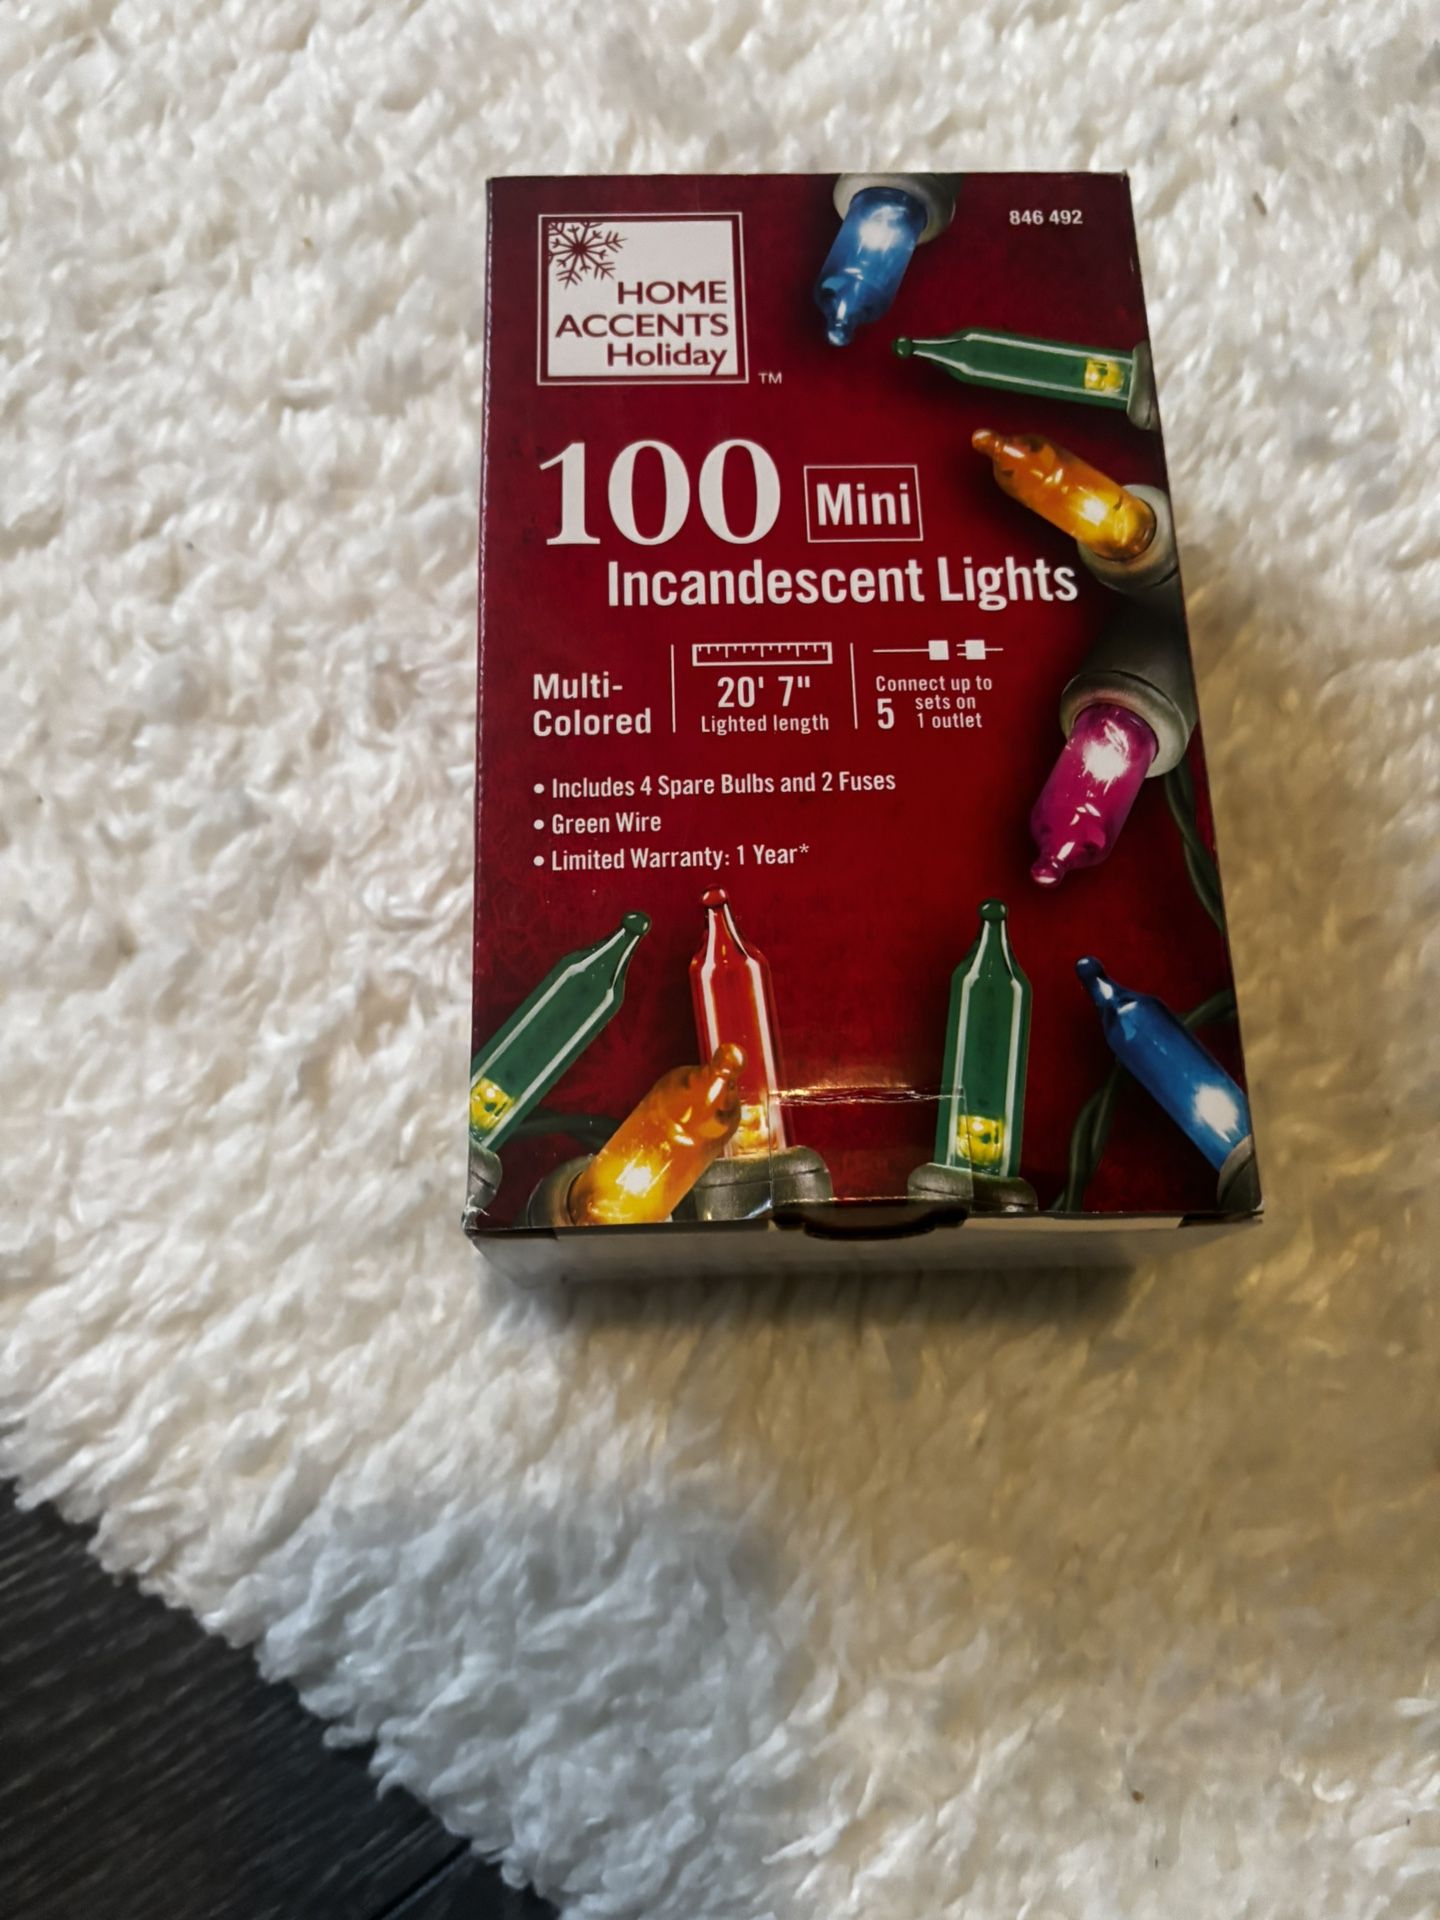 846 492
HOME
ACCENTS
Holiday
TM
100 Mini
Incandescent Lights
Multi-
Colored
20' 7"
Lighted length
Connect up to
5 sets on
1 outlet
• Includes 4 Spare Bulbs and 2 Fuses
• Green Wire
• Limited Warranty: 1 Year*